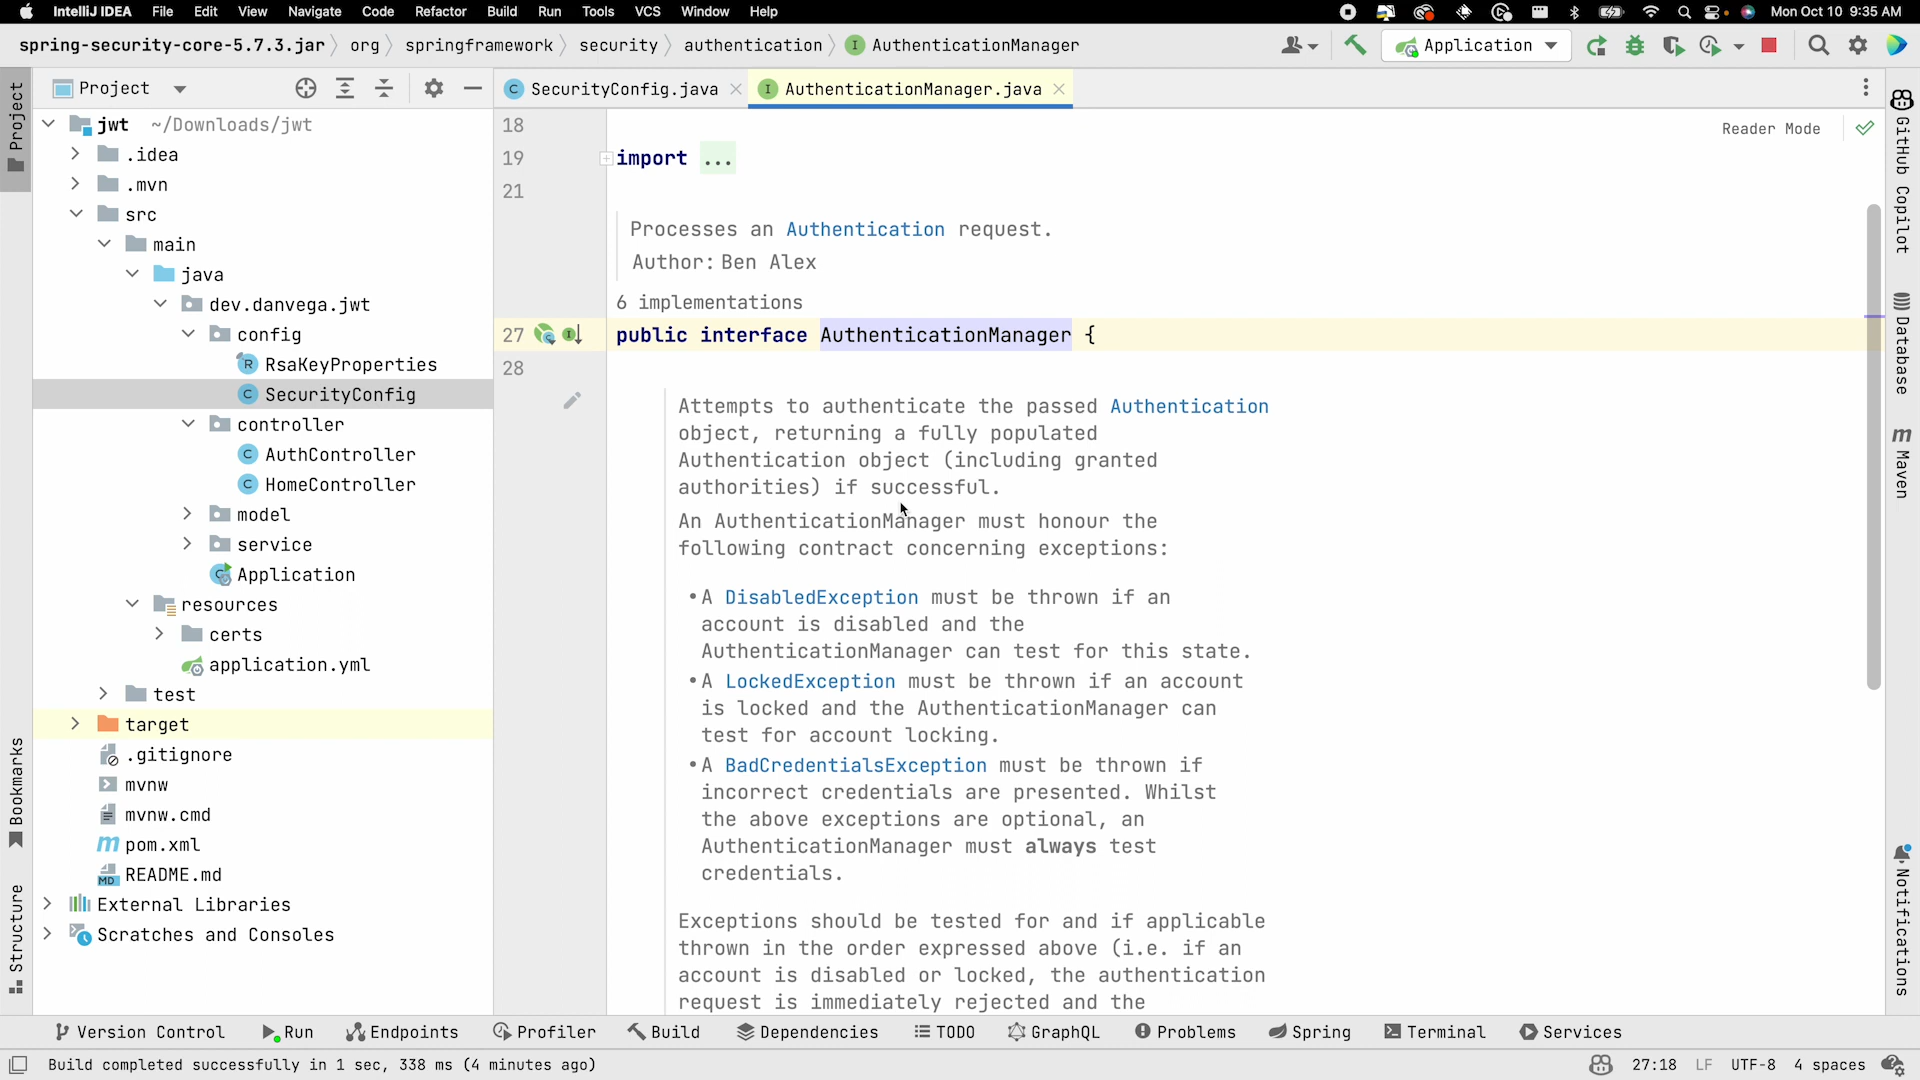 IntelliJ IDEA File Edit View Navigate Code Refactor Build Run Tools VCS Window Help Mon Oct 10 9:35 AM
spring-security-core-5.7.3.jar org springframework security authentication AuthenticationManager Application
Project SecurityConfig.java AuthenticationManager.java
jwt ~/Downloads/jwt
.idea
.mvn
src
main
java
dev.danvega.jwt
config
RsaKeyProperties
SecurityConfig
controller
AuthController
HomeController
model
service
Application
resources
certs
application.yml
test
target
.gitignore
mvnw
mvnw.cmd
pom.xml
README.md
External Libraries
Scratches and Consoles
Project
Bookmarks
Structure
18
Reader Mode
19 import ...
21
Processes an Authentication request.
Author: Ben Alex
6 implementations
27 public interface AuthenticationManager {
28
Attempts to authenticate the passed Authentication
object, returning a fully populated
Authentication object (including granted
authorities) if successful.
An AuthenticationManager must honour the
following contract concerning exceptions:
• A DisabledException must be thrown if an
account is disabled and the
AuthenticationManager can test for this state.
• A LockedException must be thrown if an account
is locked and the AuthenticationManager can
test for account locking.
• A BadCredentialsException must be thrown if
incorrect credentials are presented. Whilst
the above exceptions are optional, an
AuthenticationManager must always test
credentials.
Exceptions should be tested for and if applicable
thrown in the order expressed above (i.e. if an
account is disabled or locked, the authentication
request is immediately rejected and the
GitHub Copilot
Database
Maven
Notifications
Version Control Run Endpoints Profiler Build Dependencies TODO GraphQL Problems Spring Terminal Services
Build completed successfully in 1 sec, 338 ms (4 minutes ago) 27:18 LF UTF-8 4 spaces